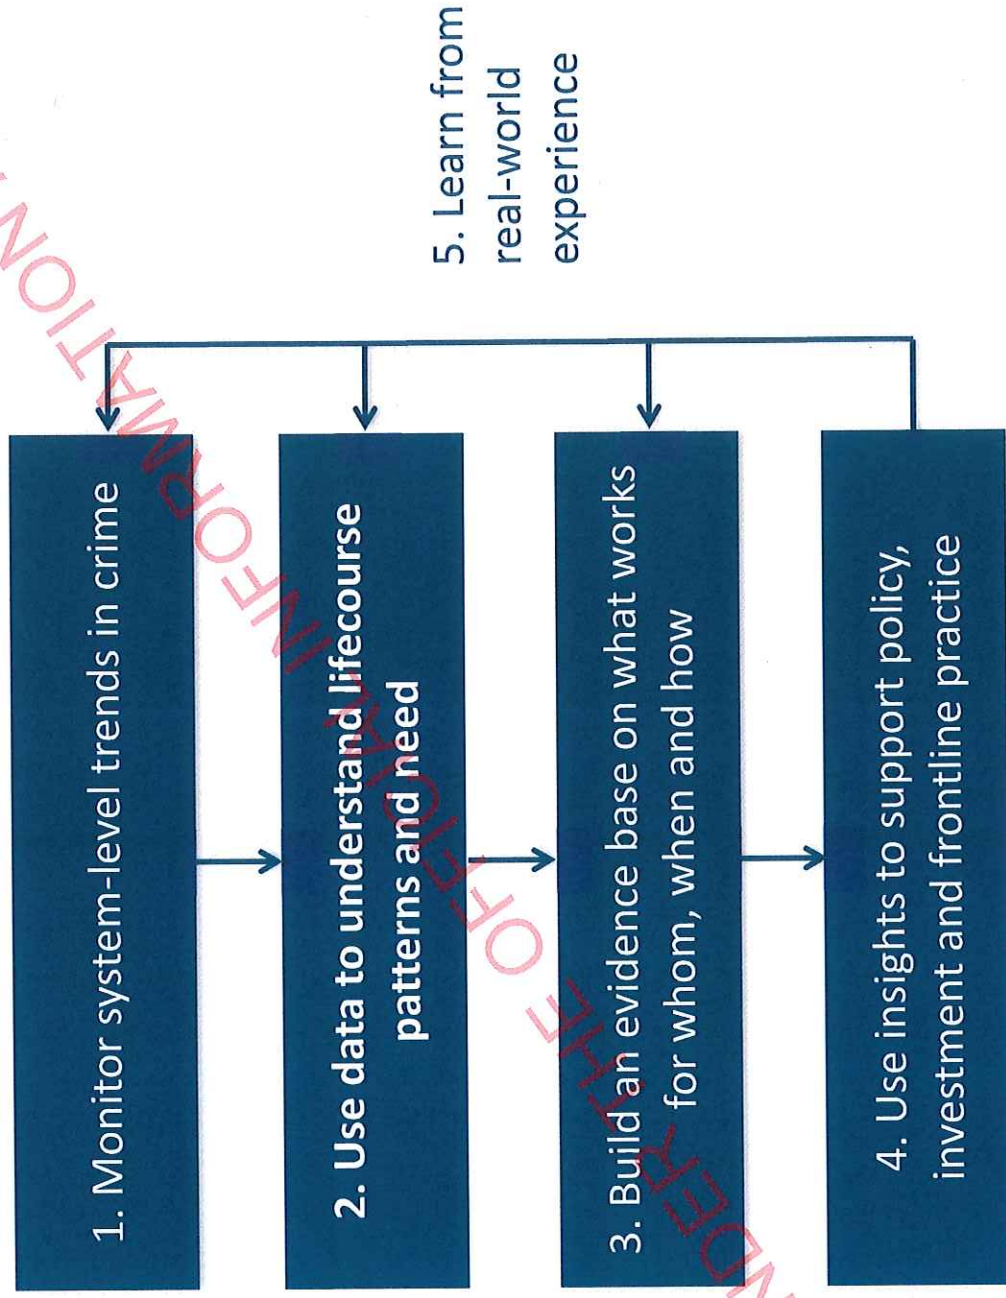 1. Monitor system-level trends in crime
2. Use data to understand lifecourse
patterns and need
3. Build an evidence base on what works
for whom, when and how
4. Use insights to support policy,
investment and frontline practice
5. Learn from
real-world
experience
UNDER THE OFFICIAL INFORMATION